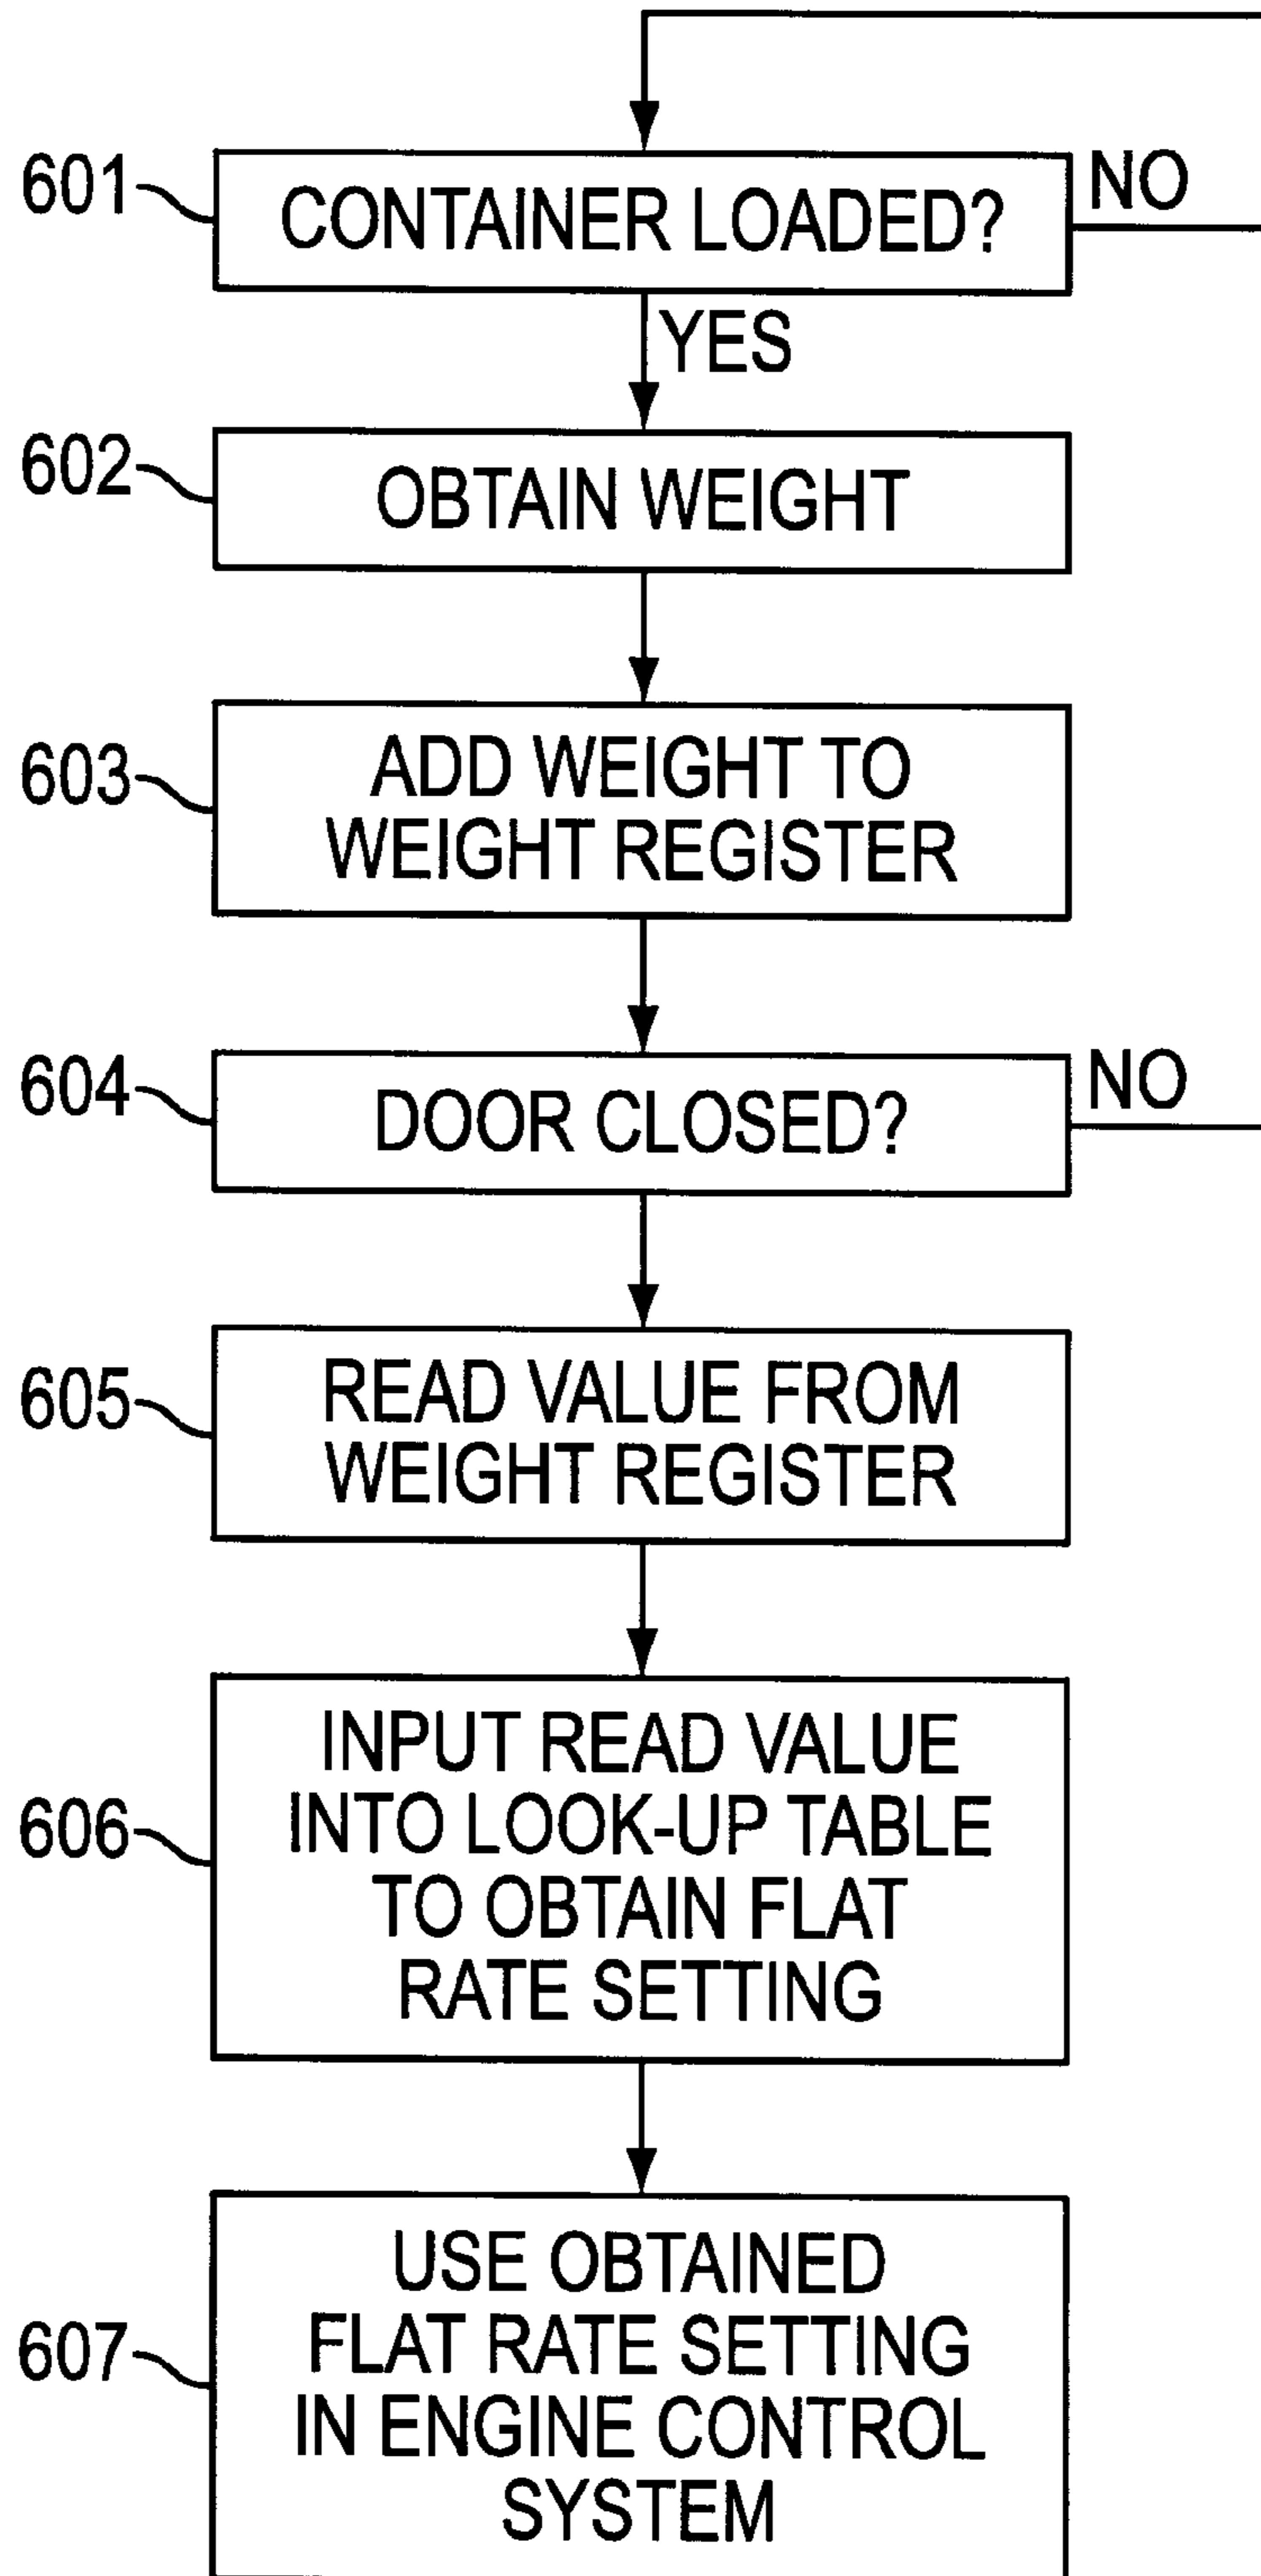 601
CONTAINER LOADED?
NO
YES
602
OBTAIN WEIGHT
603
ADD WEIGHT TO
WEIGHT REGISTER
604
DOOR CLOSED?
NO
605
READ VALUE FROM
WEIGHT REGISTER
606
INPUT READ VALUE
INTO LOOK-UP TABLE
TO OBTAIN FLAT
RATE SETTING
607
USE OBTAINED
FLAT RATE SETTING
IN ENGINE CONTROL
SYSTEM